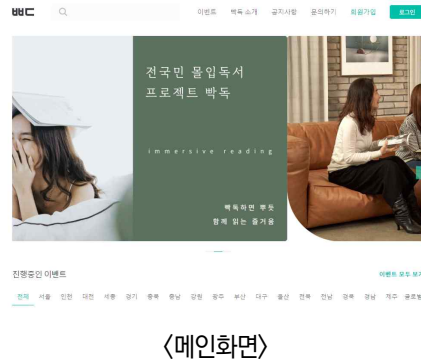 이벤트 빡독 소개 공지사항 문의하기 회원가입 로그인
전국민 몰입독서
프로젝트 빡독
immersive reading
빡독하면 뿌듯
함께 읽는 즐거움
진행중인 이벤트 이벤트 모두 보기
전체 서울 인천 대전 세종 경기 충북 충남 강원 광주 부산 대구 울산 전북 전남 경북 경남 제주 글로벌
〈메인화면〉